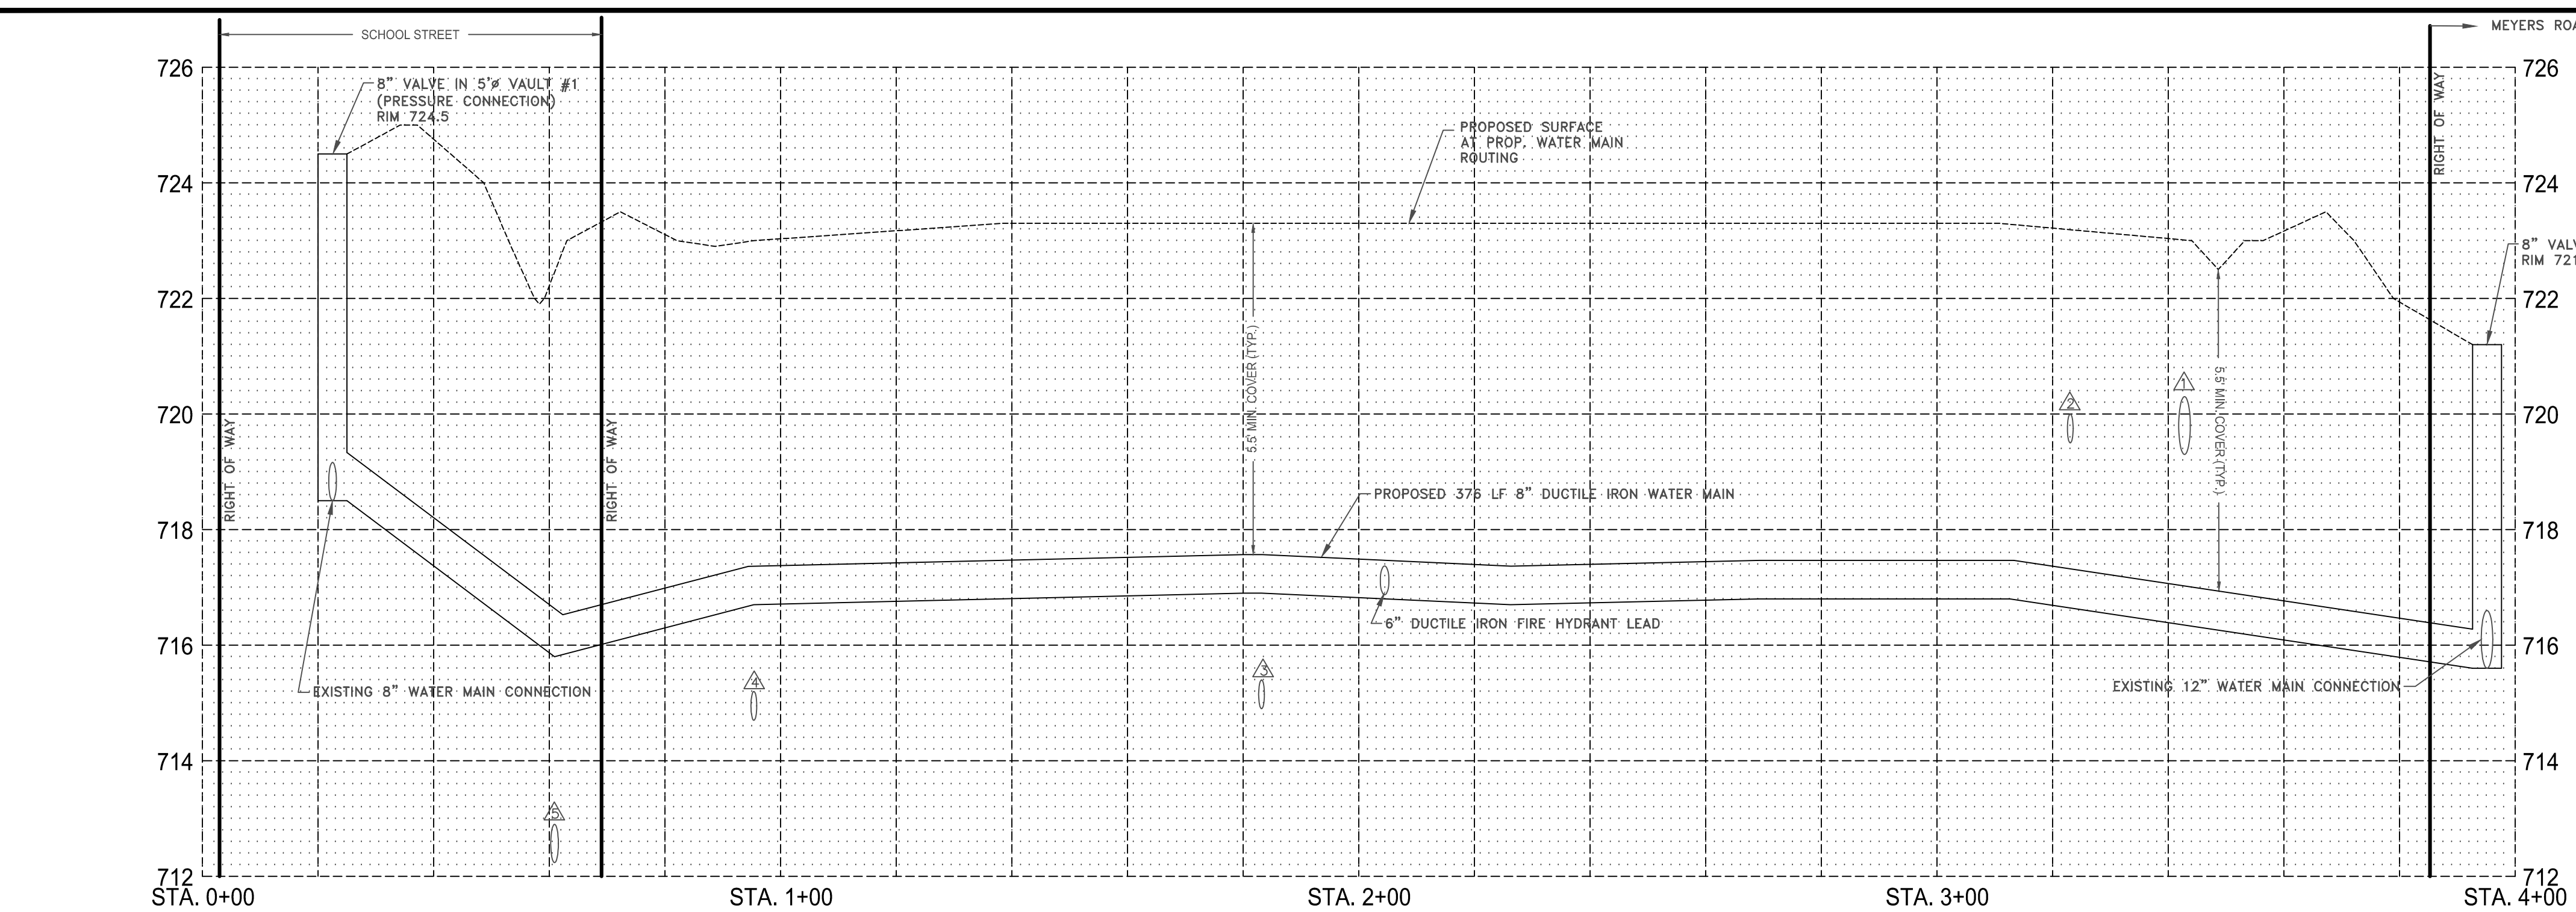 SCHOOL STREET
MEYERS ROA
726
8" VALVE IN 5'ø VAULT #1
(PRESSURE CONNECTION)
RIM 724.5
PROPOSED SURFACE
AT PROP. WATER MAIN
ROUTING
RIGHT OF WAY
726
724
724
8" VALV
RIM 721
722
722
5.5' MIN. COVER (TYP.)
5.5' MIN. COVER (TYP.)
1
2
720
720
RIGHT OF WAY
RIGHT OF WAY
PROPOSED 376 LF 8" DUCTILE IRON WATER MAIN
718
718
6" DUCTILE IRON FIRE HYDRANT LEAD
716
716
EXISTING 8" WATER MAIN CONNECTION
4
3
EXISTING 12" WATER MAIN CONNECTION
714
714
5
712
712
STA. 0+00
STA. 1+00
STA. 2+00
STA. 3+00
STA. 4+00